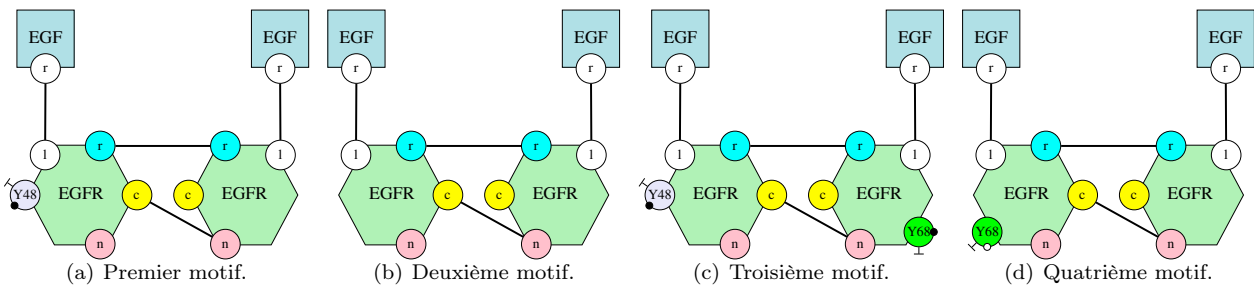 EGF EGF EGF EGF EGF EGF EGF EGF
r r r r r r r r
r r r r r r r r
l l l l l l l l
Y48 EGFR c c EGFR EGFR c c EGFR Y48 EGFR c c EGFR EGFR c c EGFR
Y68 Y68
n n n n n n n n
(a) Premier motif. (b) Deuxième motif. (c) Troisième motif. (d) Quatrième motif.